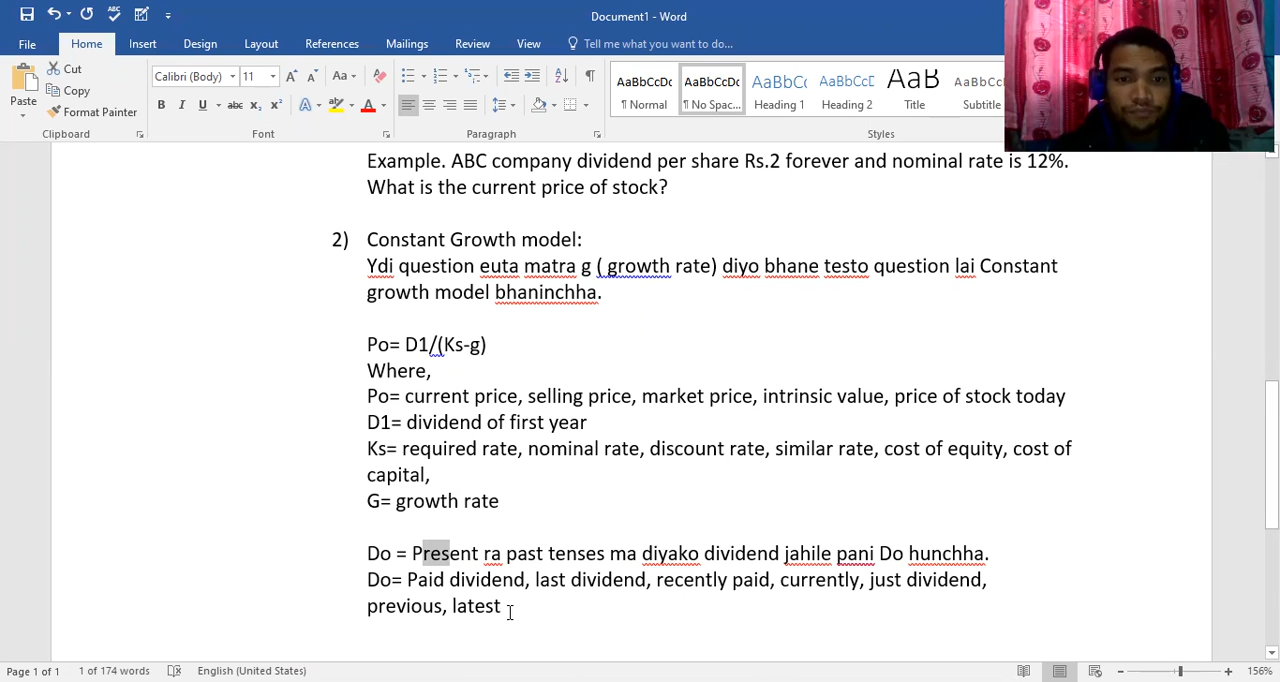 Document1 - Word
File Home Insert Design Layout References Mailings Review View Tell me what you want to do...
Paste Cut Copy Format Painter
Calibri (Body) 11
AaBbCcDc ¶ Normal AaBbCcDc ¶ No Spac... AaBbCc Heading 1 AaBbCcE Heading 2 AaB Title AaBbCcD Subtitle
Clipboard Font Paragraph Styles
Example. ABC company dividend per share Rs.2 forever and nominal rate is 12%.
What is the current price of stock?
2) Constant Growth model:
Ydi question euta matra g ( growth rate) diyo bhane testo question lai Constant
growth model bhaninchha.
Po= D1/(Ks-g)
Where,
Po= current price, selling price, market price, intrinsic value, price of stock today
D1= dividend of first year
Ks= required rate, nominal rate, discount rate, similar rate, cost of equity, cost of
capital,
G= growth rate
Do = Present ra past tenses ma diyako dividend jahile pani Do hunchha.
Do= Paid dividend, last dividend, recently paid, currently, just dividend,
previous, latest
Page 1 of 1 1 of 174 words English (United States) 156%